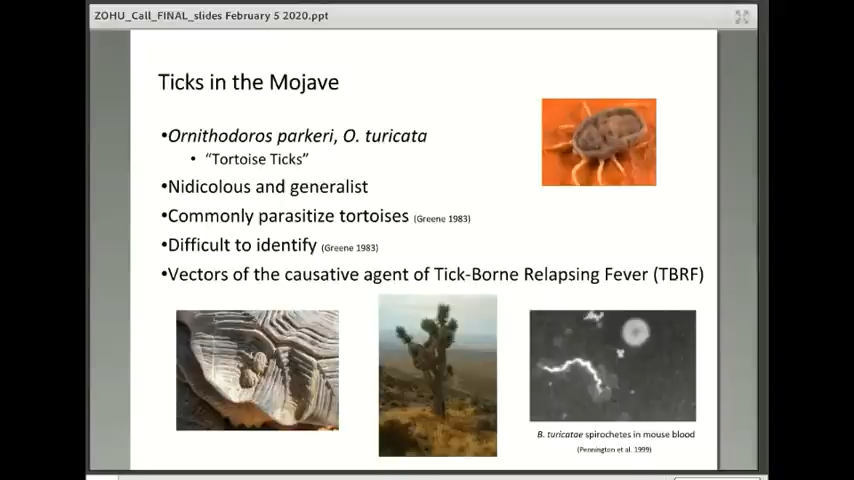 ZOHU_Call_FINAL_slides February 5 2020.ppt
Ticks in the Mojave
•Ornithodoros parkeri, O. turicata
• “Tortoise Ticks”
•Nidicolous and generalist
•Commonly parasitize tortoises (Greene 1983)
•Difficult to identify (Greene 1983)
•Vectors of the causative agent of Tick-Borne Relapsing Fever (TBRF)
B. turicatae spirochetes in mouse blood
(Pennington et al. 1999)